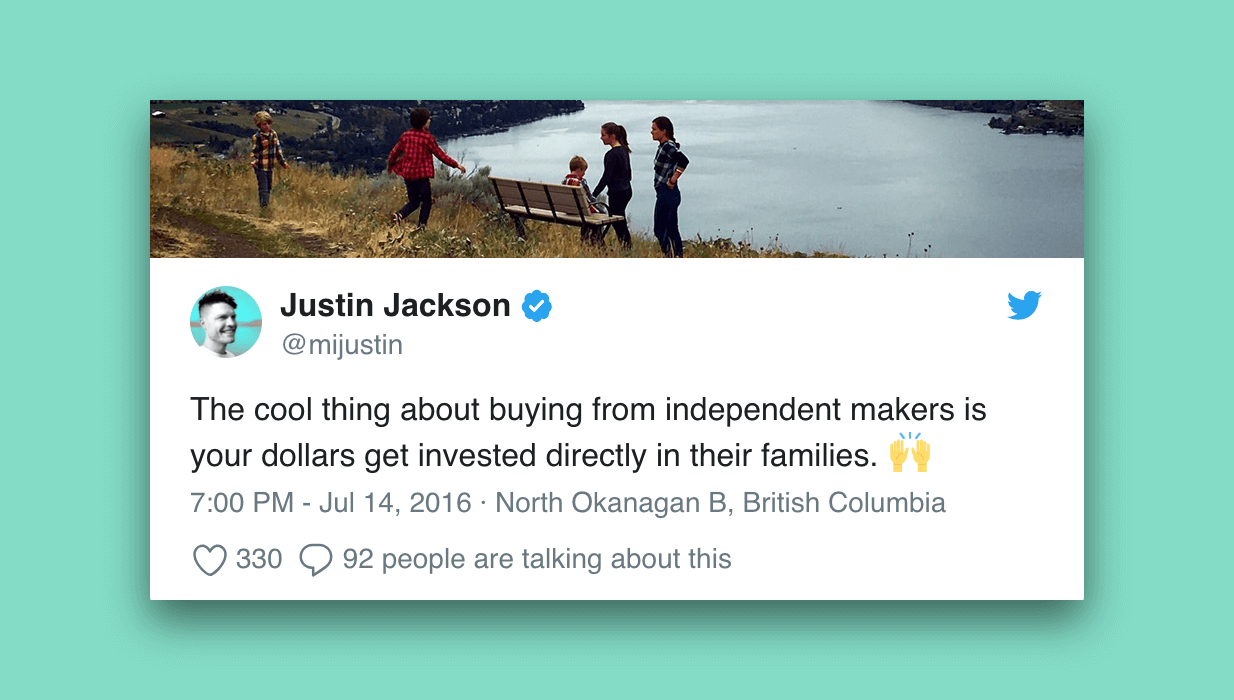 Justin Jackson
@mijustin
The cool thing about buying from independent makers is
your dollars get invested directly in their families. 🙌
7:00 PM - Jul 14, 2016 · North Okanagan B, British Columbia
330 92 people are talking about this